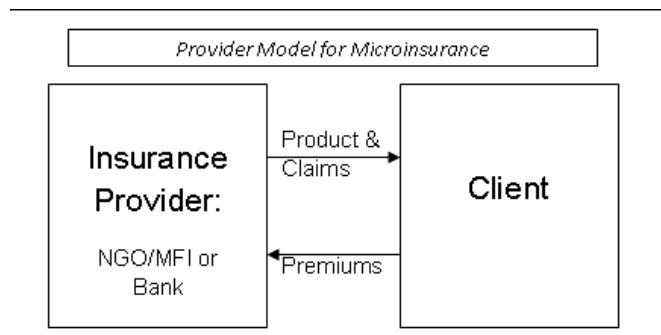 Provider Model for Microinsurance
Insurance
Provider:
NGO/MFI or
Bank
Product &
Claims
Premiums
Client